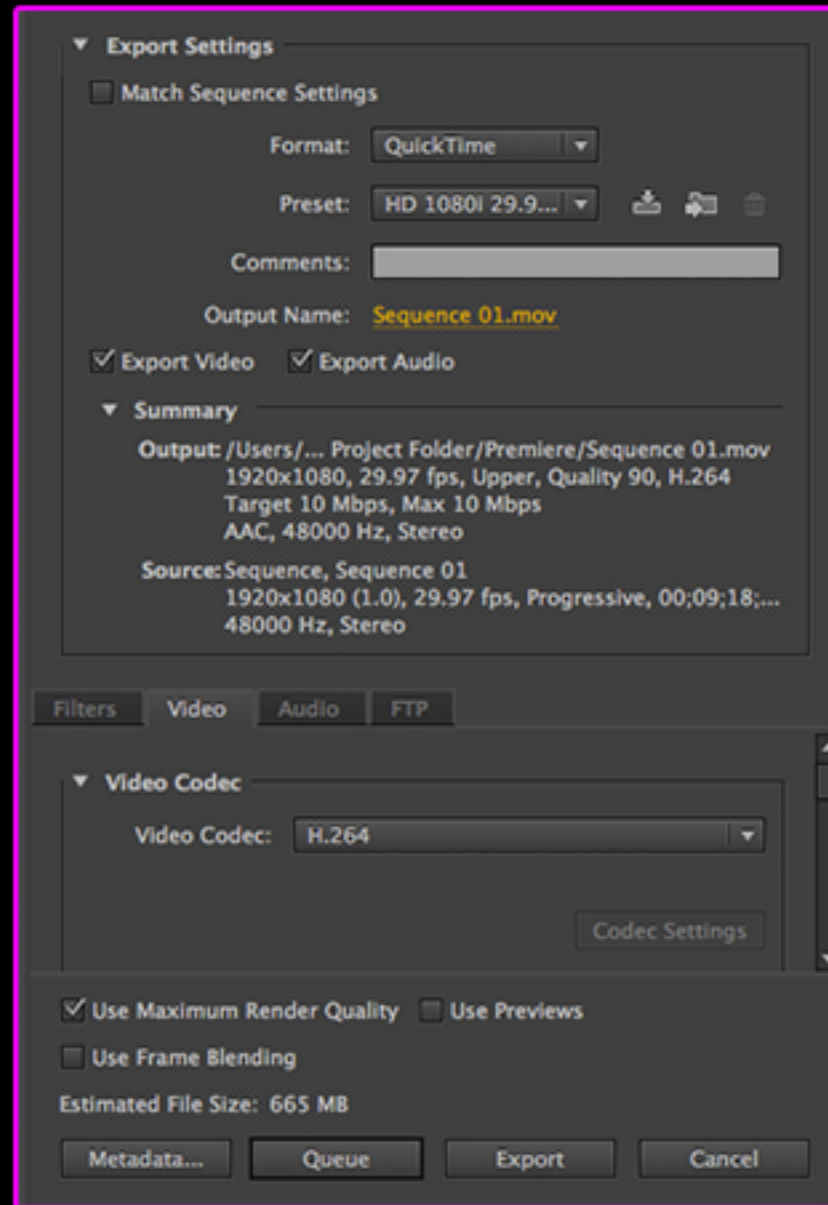 Export Settings
Match Sequence Settings
Format: QuickTime
Preset: HD 1080i 29.9...
Comments:
Output Name: Sequence 01.mov
Export Video Export Audio
Summary
Output: /Users/... Project Folder/Premiere/Sequence 01.mov
1920x1080, 29.97 fps, Upper, Quality 90, H.264
Target 10 Mbps, Max 10 Mbps
AAC, 48000 Hz, Stereo
Source: Sequence, Sequence 01
1920x1080 (1.0), 29.97 fps, Progressive, 00;09;18;...
48000 Hz, Stereo
Filters Video Audio FTP
Video Codec
Video Codec: H.264
Codec Settings
Use Maximum Render Quality Use Previews
Use Frame Blending
Estimated File Size: 665 MB
Metadata... Queue Export Cancel